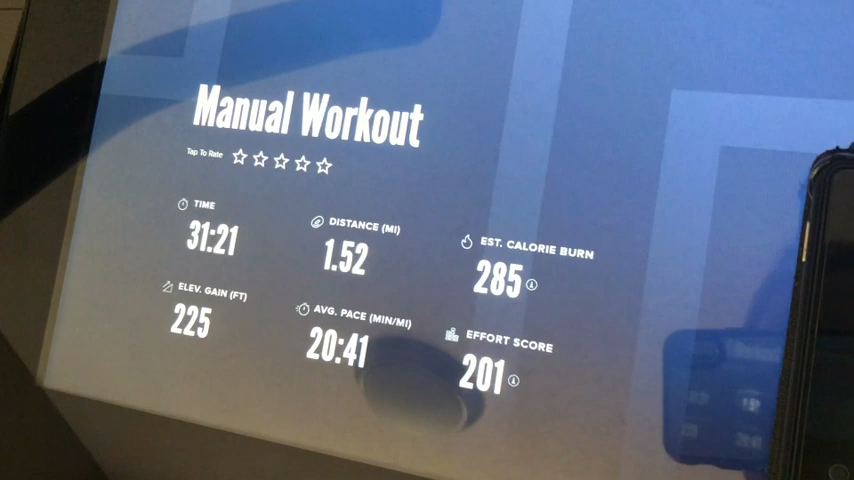 Manual Workout
Tap To Rate
TIME
31:21
DISTANCE (MI)
1.52
EST. CALORIE BURN
285
ELEV. GAIN (FT)
225
AVG. PACE (MIN/MI)
20:41
EFFORT SCORE
201